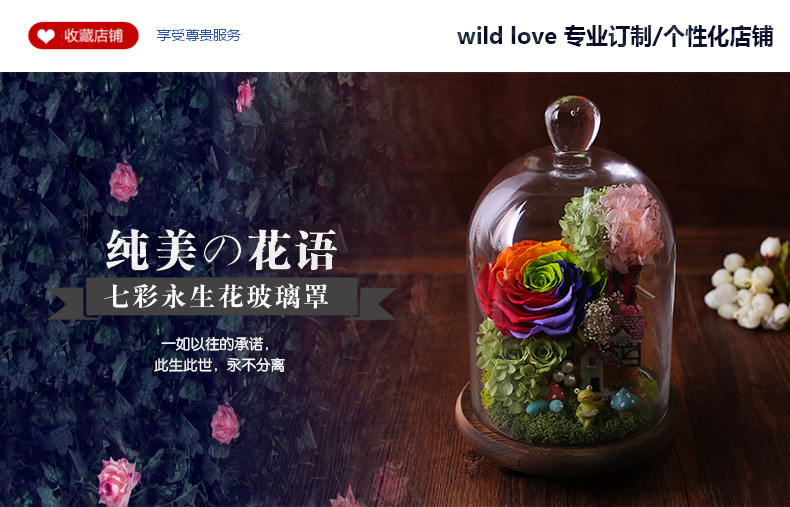 收藏店铺 享受尊贵服务 wild love 专业订制/个性化店铺
纯美の花语
七彩永生花玻璃罩
一如以往的承诺，
此生此世，永不分离